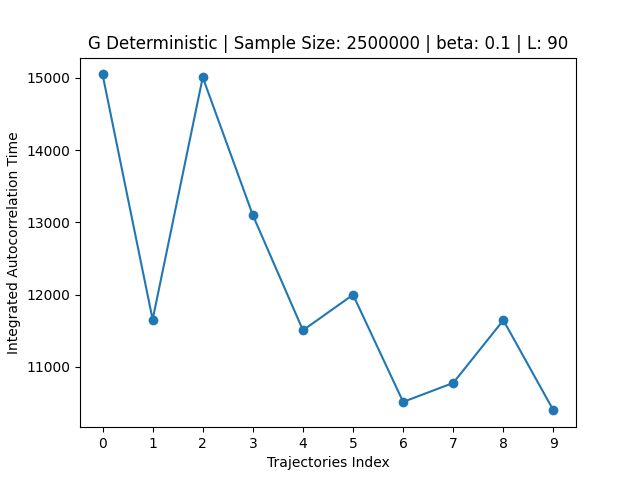 G Deterministic | Sample Size: 2500000 | beta: 0.1 | L: 90
Integrated Autocorrelation Time
15000
14000
13000
12000
11000
0 1 2 3 4 5 6 7 8 9
Trajectories Index